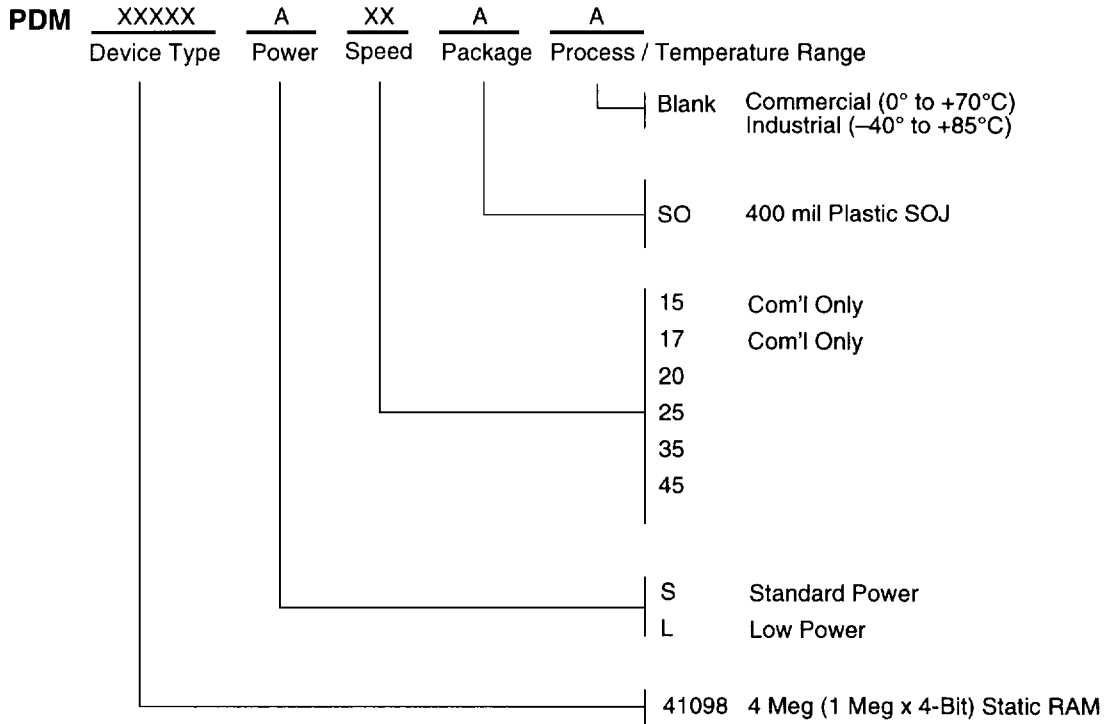 PDM XXXXX A XX A A
Device Type Power Speed Package Process / Temperature Range
Blank Commercial (0° to +70°C)
Industrial (–40° to +85°C)
SO 400 mil Plastic SOJ
15 Com'l Only
17 Com'l Only
20
25
35
45
S Standard Power
L Low Power
41098 4 Meg (1 Meg x 4-Bit) Static RAM